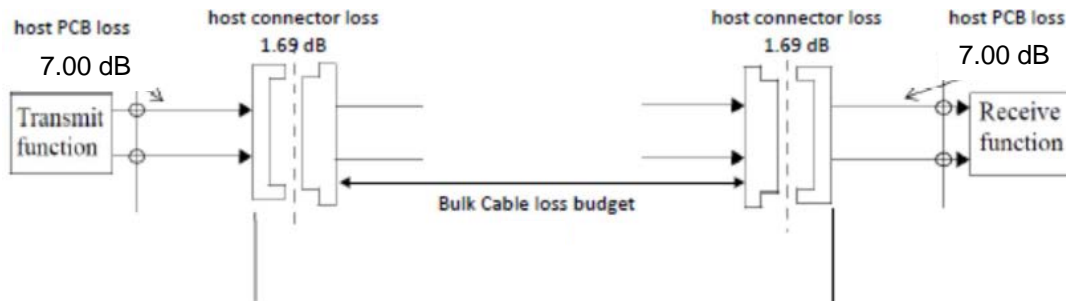 host PCB loss
7.00 dB
host connector loss
1.69 dB
host connector loss
1.69 dB
host PCB loss
7.00 dB
Transmit
function
Receive
function
Bulk Cable loss budget